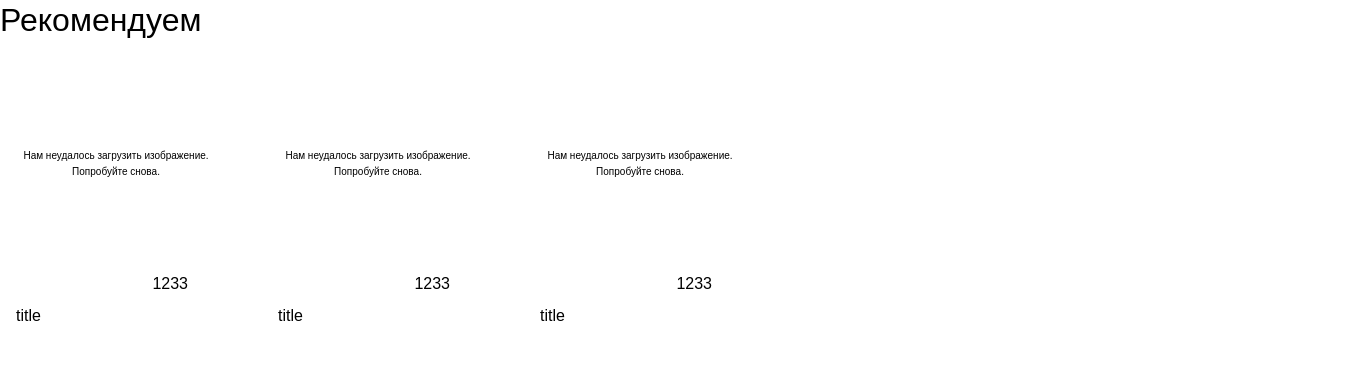 Рекомендуем
Нам неудалось загрузить изображение.
Попробуйте снова.
Нам неудалось загрузить изображение.
Попробуйте снова.
Нам неудалось загрузить изображение.
Попробуйте снова.
1233
1233
1233
title
title
title